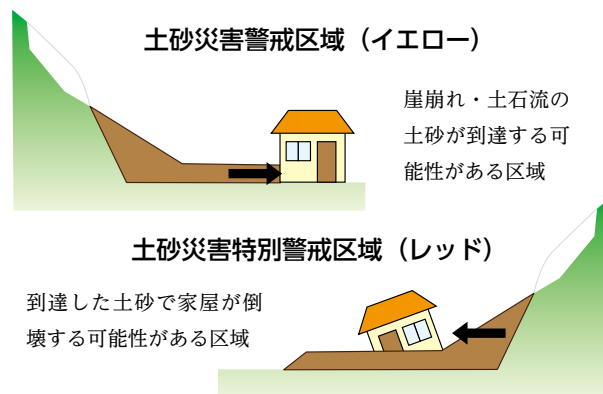 土砂災害警戒区域（イエロー）
崖崩れ・土石流の
土砂が到達する可
能性がある区域
土砂災害特別警戒区域（レッド）
到達した土砂で家屋が倒
壊する可能性がある区域